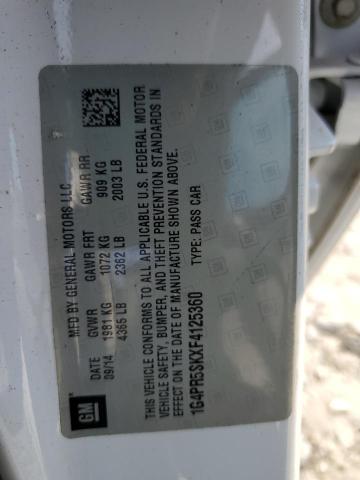 GM
MFD BY GENERAL MOTORS LLC
DATE GVWR GAWR FRT GAWR RR
09/14 1981 KG 1072 KG 909 KG
4365 LB 2362 LB 2003 LB
THIS VEHICLE CONFORMS TO ALL APPLICABLE U.S. FEDERAL MOTOR
VEHICLE SAFETY, BUMPER, AND THEFT PREVENTION STANDARDS IN
EFFECT ON THE DATE OF MANUFACTURE SHOWN ABOVE.
1G4PR5SKXF4125360 TYPE: PASS CAR